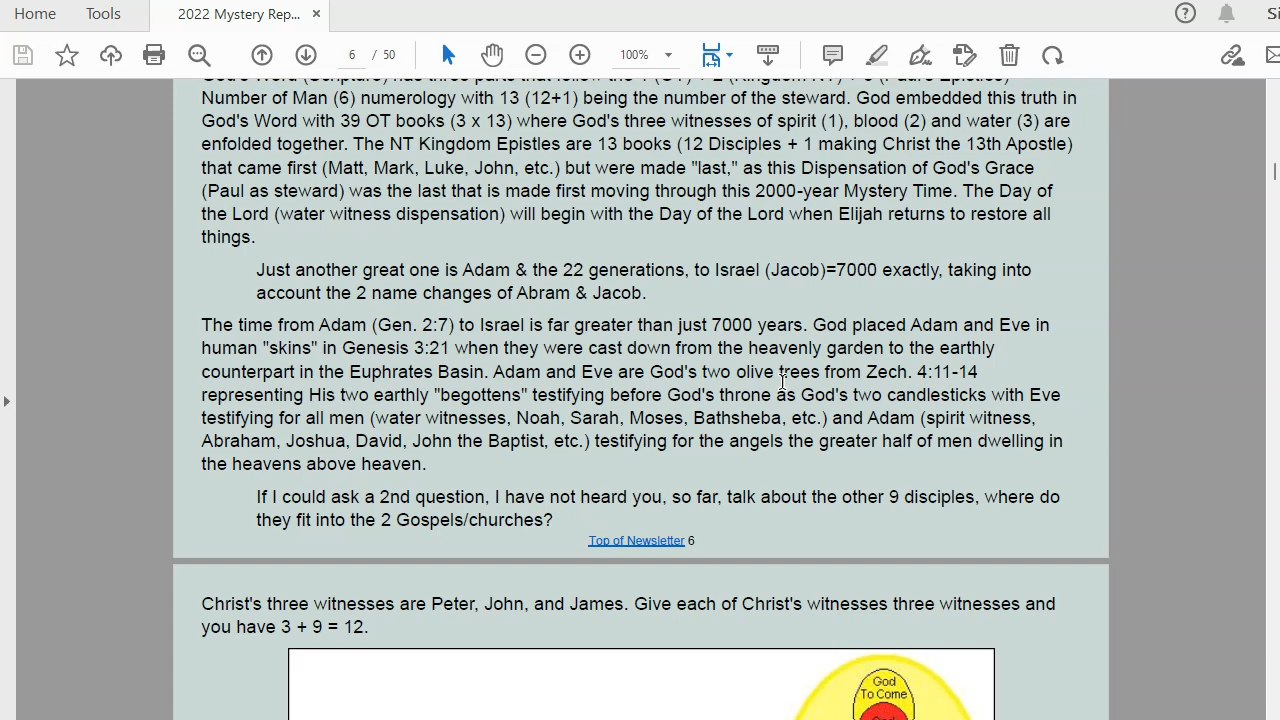 Home Tools 2022 Mystery Rep... × Si
6 / 50 100%
God's Word (Scripture) has three parts that follow the
Number of Man (6) numerology with 13 (12+1) being the number of the steward. God embedded this truth in
God's Word with 39 OT books (3 x 13) where God's three witnesses of spirit (1), blood (2) and water (3) are
enfolded together. The NT Kingdom Epistles are 13 books (12 Disciples + 1 making Christ the 13th Apostle)
that came first (Matt, Mark, Luke, John, etc.) but were made "last," as this Dispensation of God's Grace
(Paul as steward) was the last that is made first moving through this 2000-year Mystery Time. The Day of
the Lord (water witness dispensation) will begin with the Day of the Lord when Elijah returns to restore all
things.
Just another great one is Adam & the 22 generations, to Israel (Jacob)=7000 exactly, taking into
account the 2 name changes of Abram & Jacob.
The time from Adam (Gen. 2:7) to Israel is far greater than just 7000 years. God placed Adam and Eve in
human "skins" in Genesis 3:21 when they were cast down from the heavenly garden to the earthly
counterpart in the Euphrates Basin. Adam and Eve are God's two olive trees from Zech. 4:11-14
representing His two earthly "begottens" testifying before God's throne as God's two candlesticks with Eve
testifying for all men (water witnesses, Noah, Sarah, Moses, Bathsheba, etc.) and Adam (spirit witness,
Abraham, Joshua, David, John the Baptist, etc.) testifying for the angels the greater half of men dwelling in
the heavens above heaven.
If I could ask a 2nd question, I have not heard you, so far, talk about the other 9 disciples, where do
they fit into the 2 Gospels/churches?
Top of Newsletter 6
Christ's three witnesses are Peter, John, and James. Give each of Christ's witnesses three witnesses and
you have 3 + 9 = 12.
God
To Come